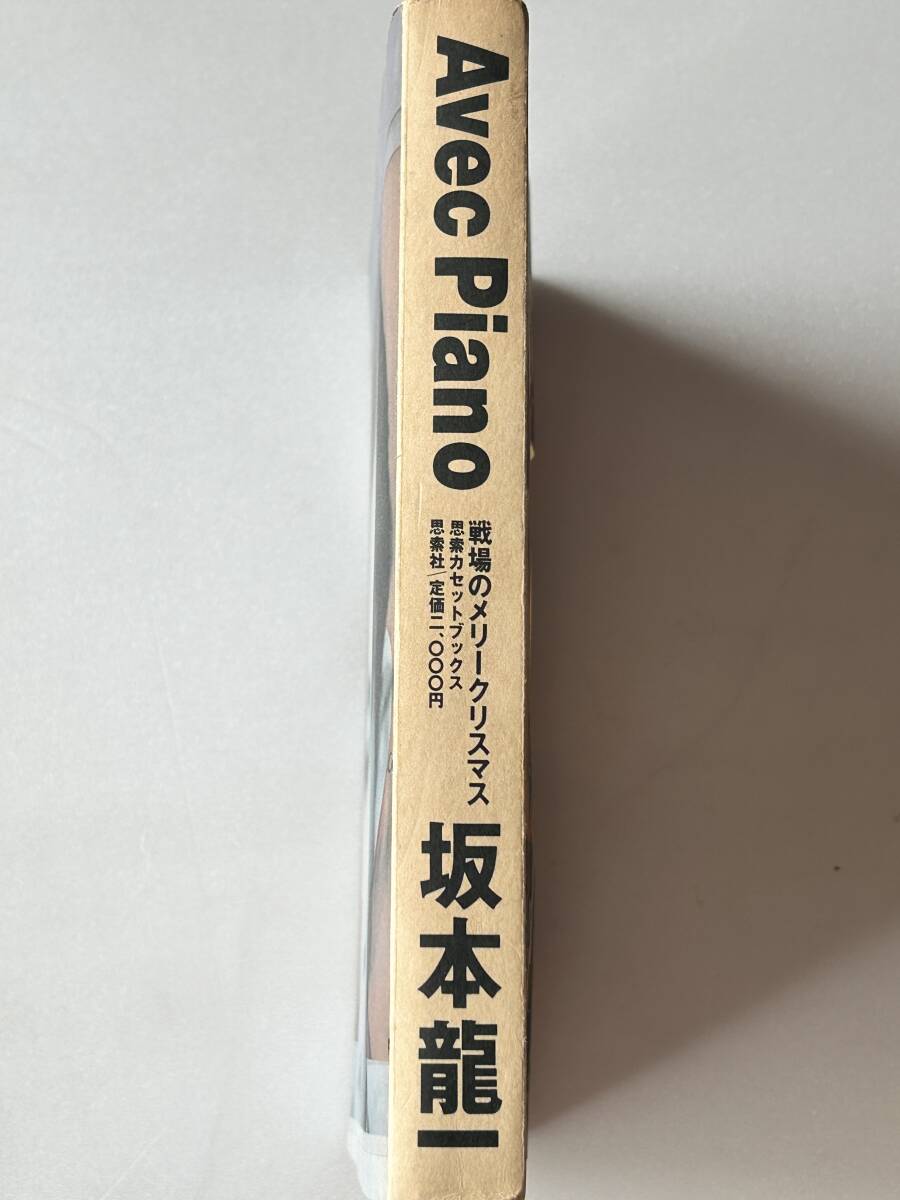 Avec Piano
戦場のメリークリスマス
思索カセットブックス
思索社/定価二、〇〇〇円
坂本龍一